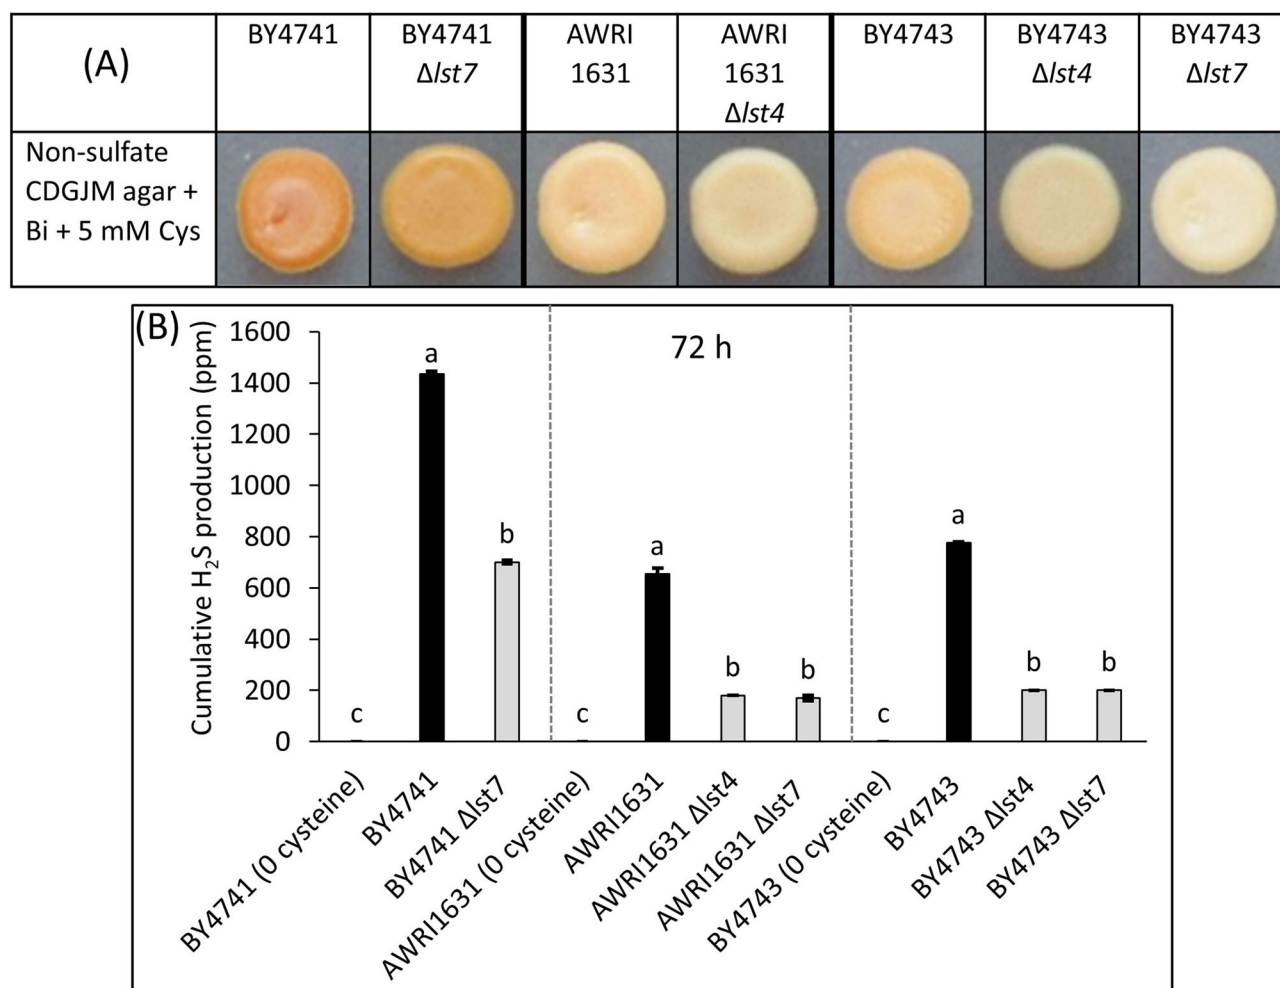 (A)
BY4741
BY4741
Δlst7
AWRI
1631
AWRI
1631
Δlst4
BY4743
BY4743
Δlst4
BY4743
Δlst7
Non-sulfate
CDGJM agar +
Bi + 5 mM Cys
(B)
72 h
Cumulative H₂S production (ppm)
1600
1400
1200
1000
800
600
400
200
0
c
a
b
c
a
b
b
c
a
b
b
BY4741 (0 cysteine)
BY4741
BY4741 Δlst7
AWRI1631 (0 cysteine)
AWRI1631
AWRI1631 Δlst4
AWRI1631 Δlst7
BY4743 (0 cysteine)
BY4743
BY4743 Δlst4
BY4743 Δlst7